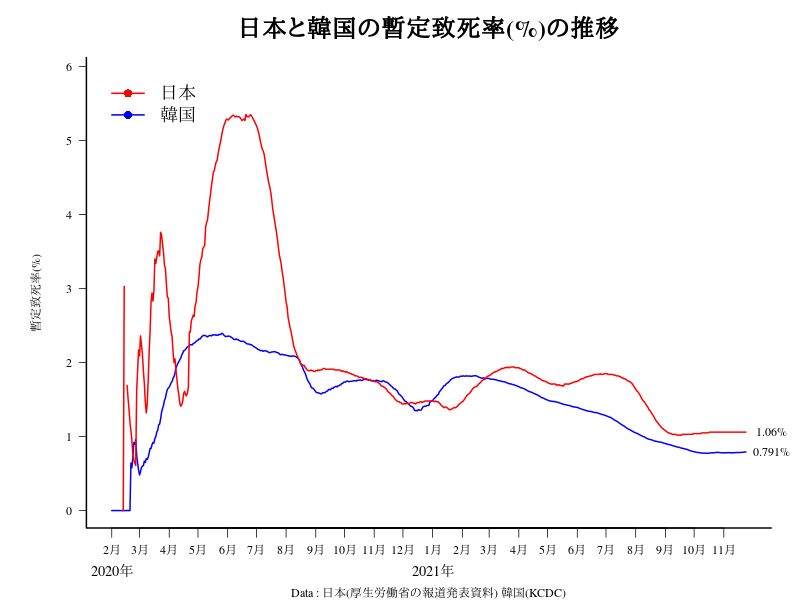 日本と韓国の暫定致死率(%)の推移
6
日本
韓国
5
4
3
2
1
0
暫定致死率(%)
1.06%
0.791%
2月 3月 4月 5月 6月 7月 8月 9月 10月 11月 12月 1月 2月 3月 4月 5月 6月 7月 8月 9月 10月 11月
2020年 2021年
Data : 日本(厚生労働省の報道発表資料) 韓国(KCDC)